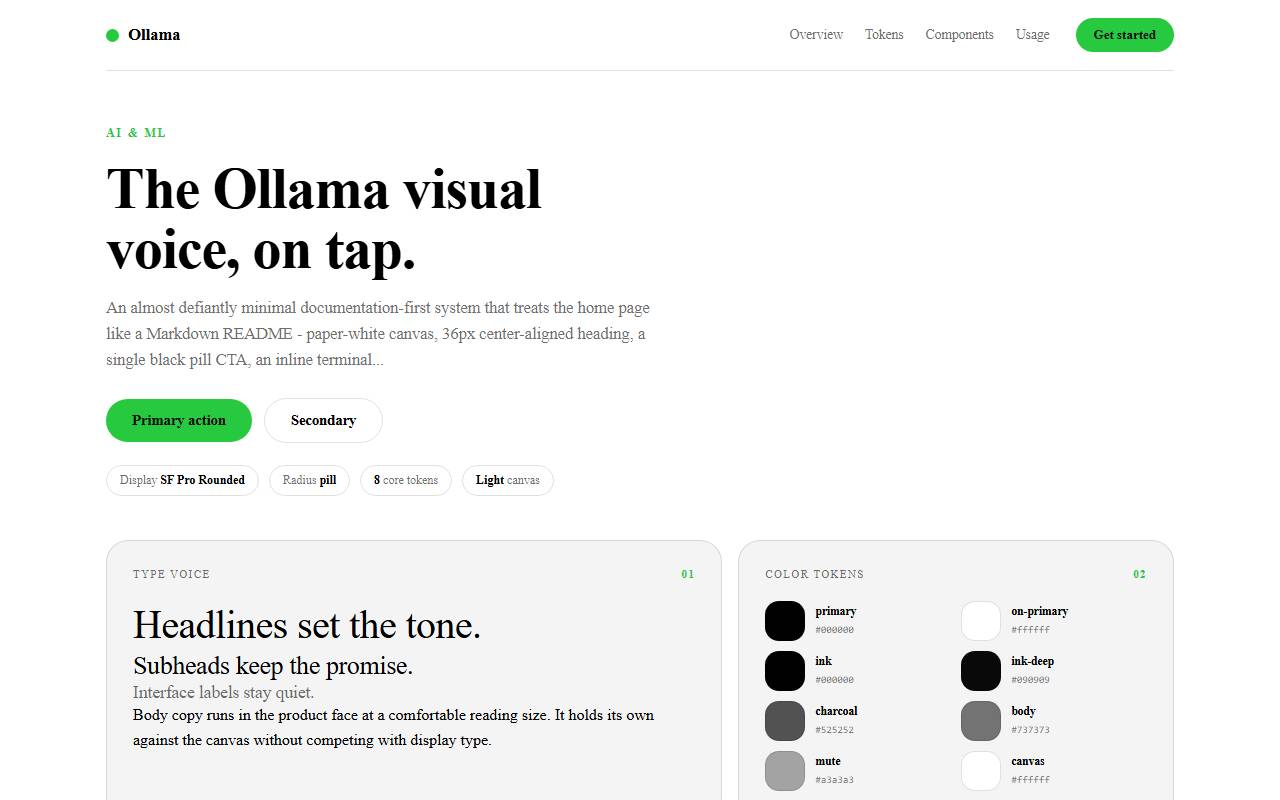 Ollama
Overview Tokens Components Usage Get started
AI & ML
The Ollama visual
voice, on tap.
An almost defiantly minimal documentation-first system that treats the home page
like a Markdown README - paper-white canvas, 36px center-aligned heading, a
single black pill CTA, an inline terminal...
Primary action Secondary
Display SF Pro Rounded Radius pill 8 core tokens Light canvas
TYPE VOICE 01
Headlines set the tone.
Subheads keep the promise.
Interface labels stay quiet.
Body copy runs in the product face at a comfortable reading size. It holds its own
against the canvas without competing with display type.
COLOR TOKENS 02
primary
#000000
on-primary
#ffffff
ink
#000000
ink-deep
#090909
charcoal
#525252
body
#737373
mute
#a3a3a3
canvas
#ffffff